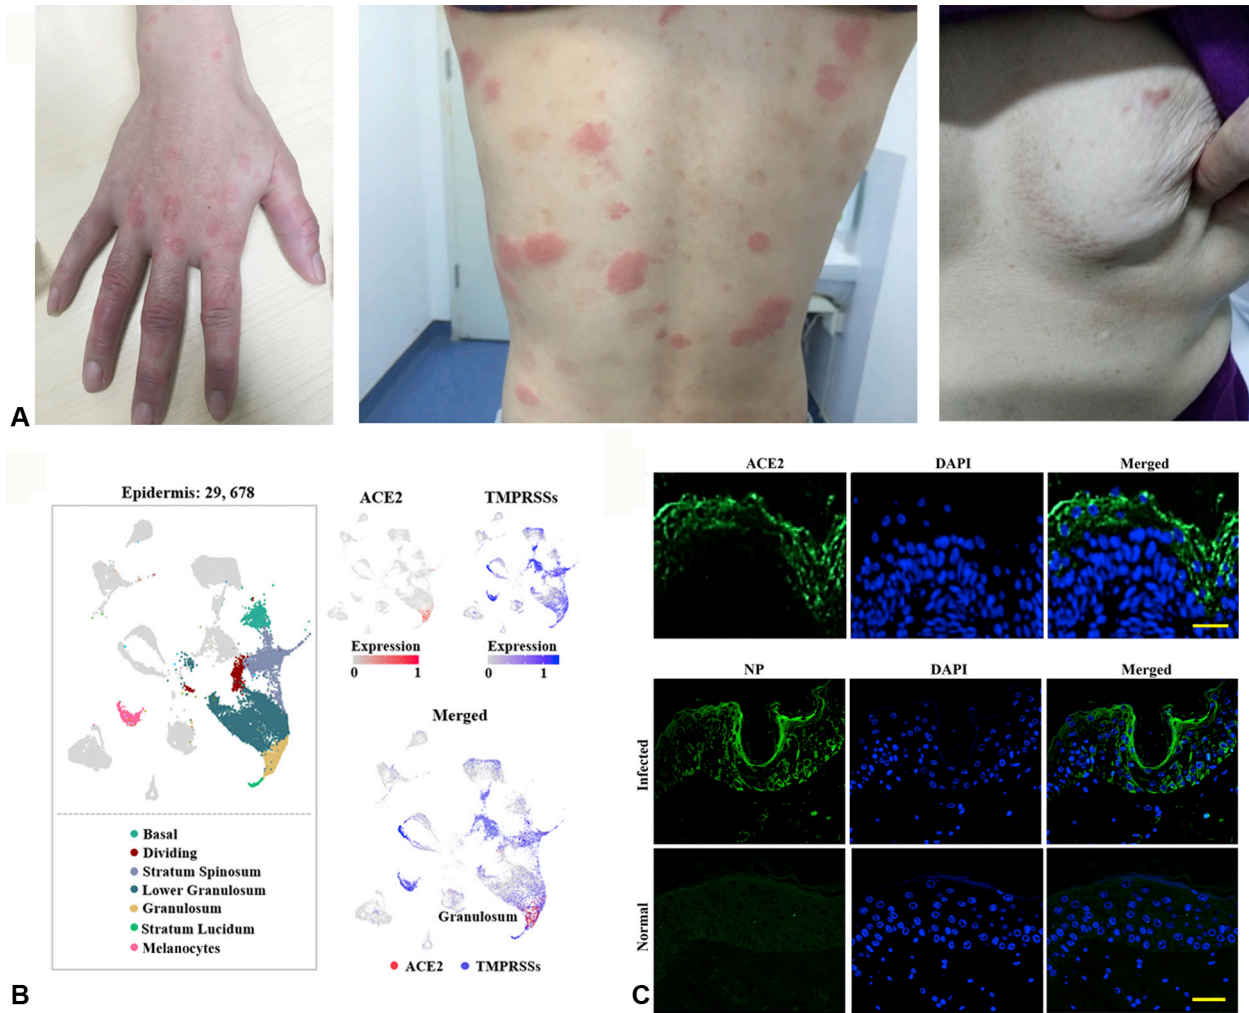 A
Epidermis: 29, 678
Basal
Dividing
Stratum Spinosum
Lower Granulosum
Granulosum
Stratum Lucidum
Melanocytes
ACE2
TMPRSSs
Expression
0 1
Expression
0 1
Merged
Granulosum
ACE2 TMPRSSs
B
ACE2 DAPI Merged
NP DAPI Merged
Infected
Normal
C